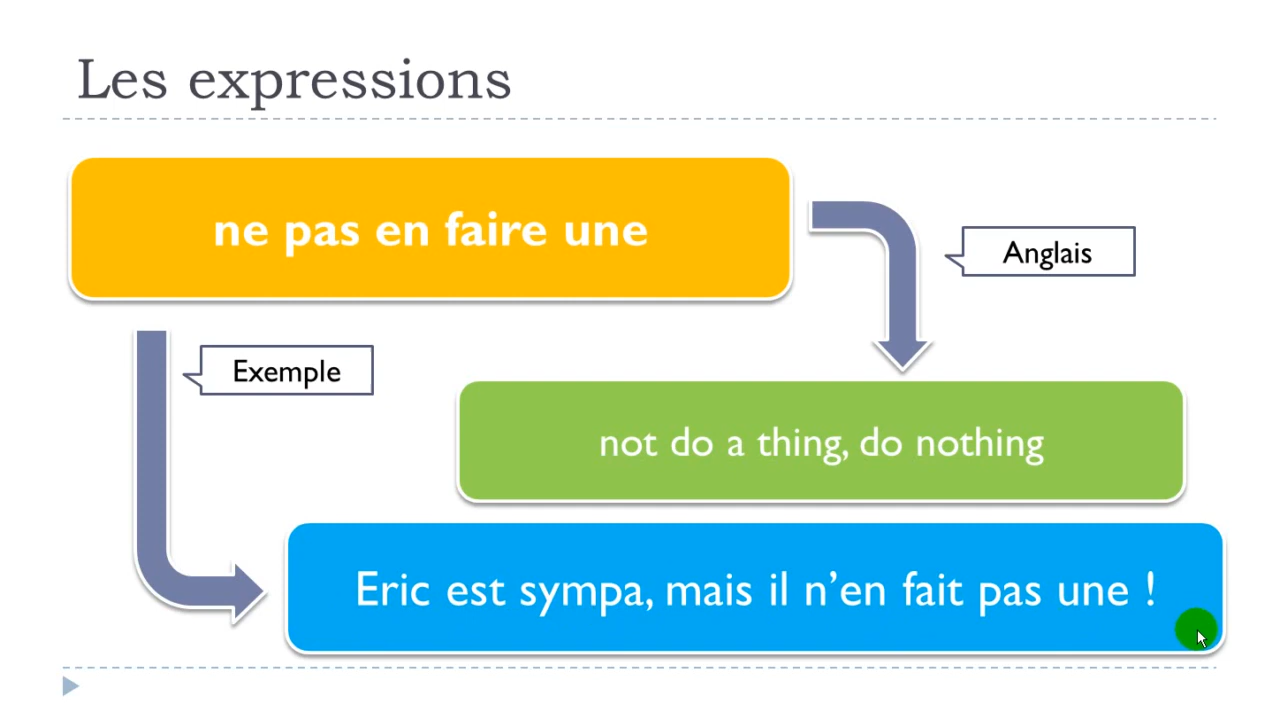 Les expressions
ne pas en faire une
Anglais
Exemple
not do a thing, do nothing
Eric est sympa, mais il n’en fait pas une !